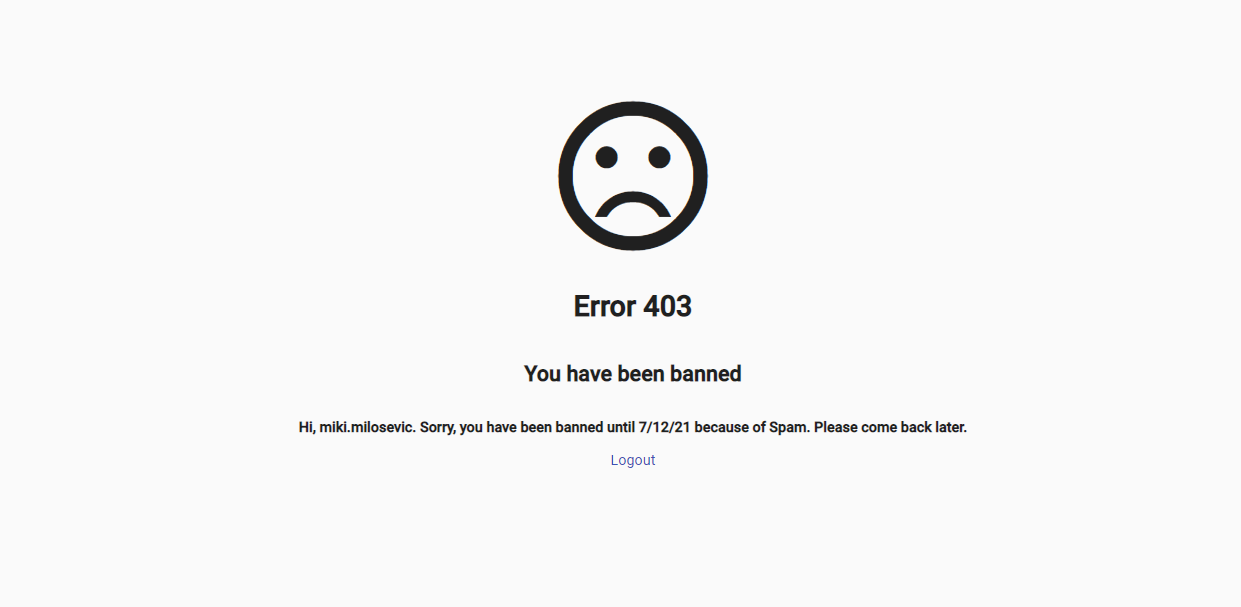 Error 403
You have been banned
Hi, miki.milosevic. Sorry, you have been banned until 7/12/21 because of Spam. Please come back later.
Logout